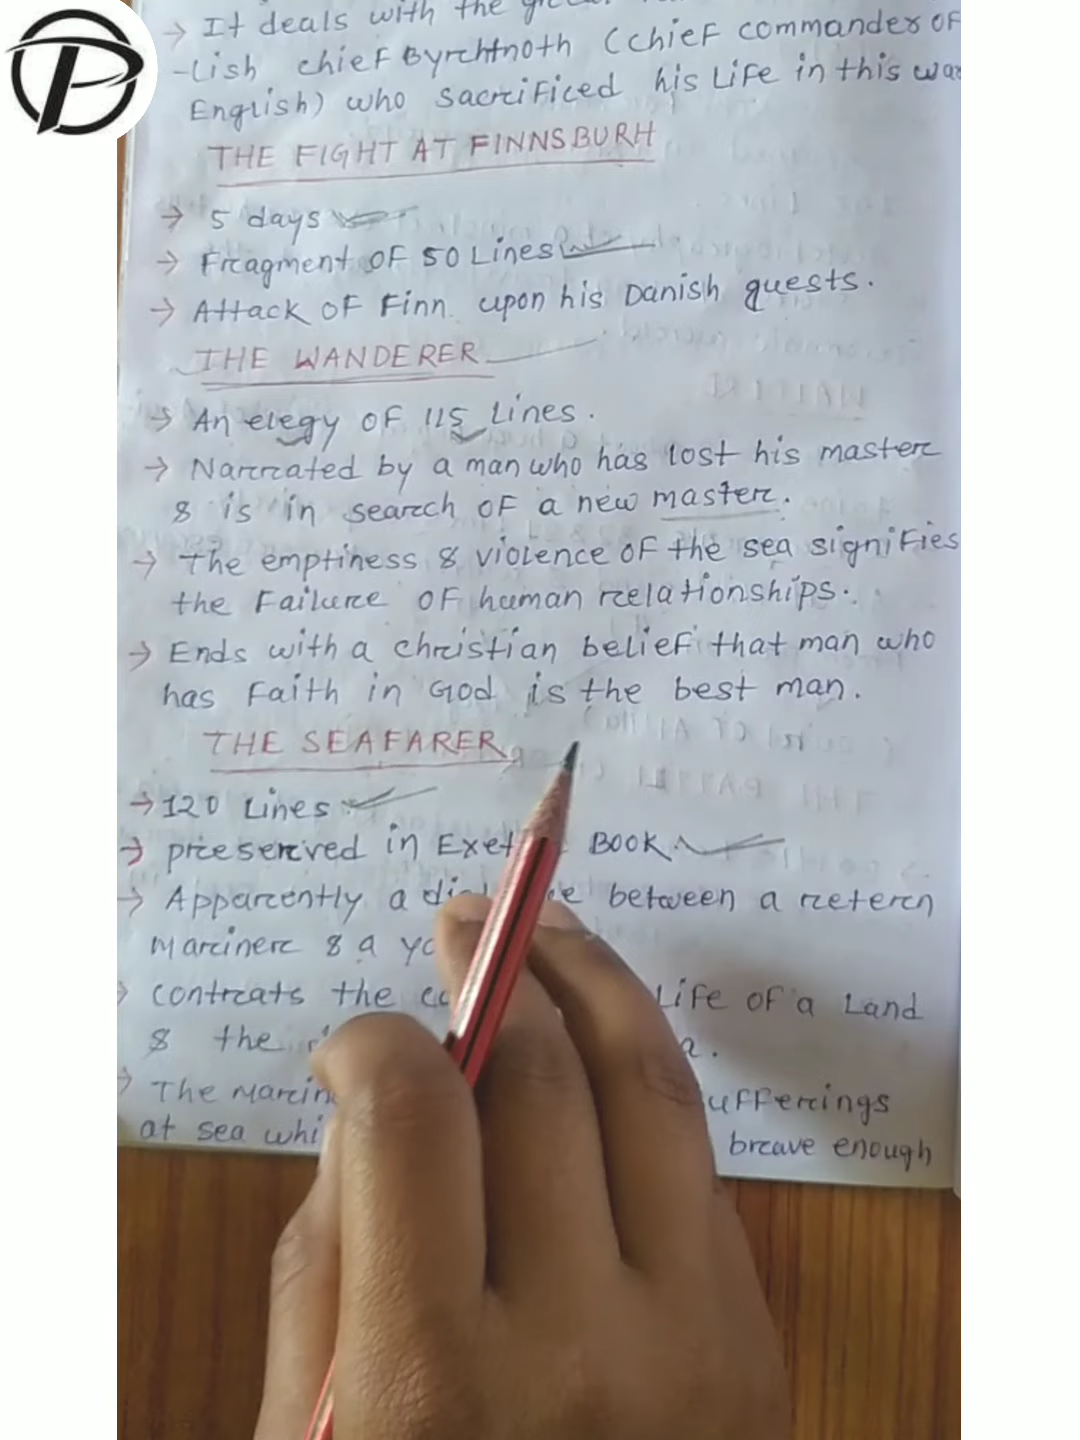 → It deals with the
-lish chief Byrchtnoth (chief commander of
English) who sacrificed his life in this war
THE FIGHT AT FINNSBURH
→ 5 days
→ Fragment of 50 Lines
→ Attack of Finn upon his Danish quests.
THE WANDERER
→ An elegy of 115 Lines.
→ Narrated by a man who has lost his master
& is in search of a new master.
→ The emptiness & violence of the sea signifies
the failure of human relationships.
→ Ends with a christian belief that man who
has faith in God is the best man.
THE SEAFARER
→ 120 Lines
→ preserved in Exet BOOK
→ Apparently a between a retern
Mariner & a
→ contrats the life of a Land
& the a.
→ The Marin ufferings
at sea whi brave enough